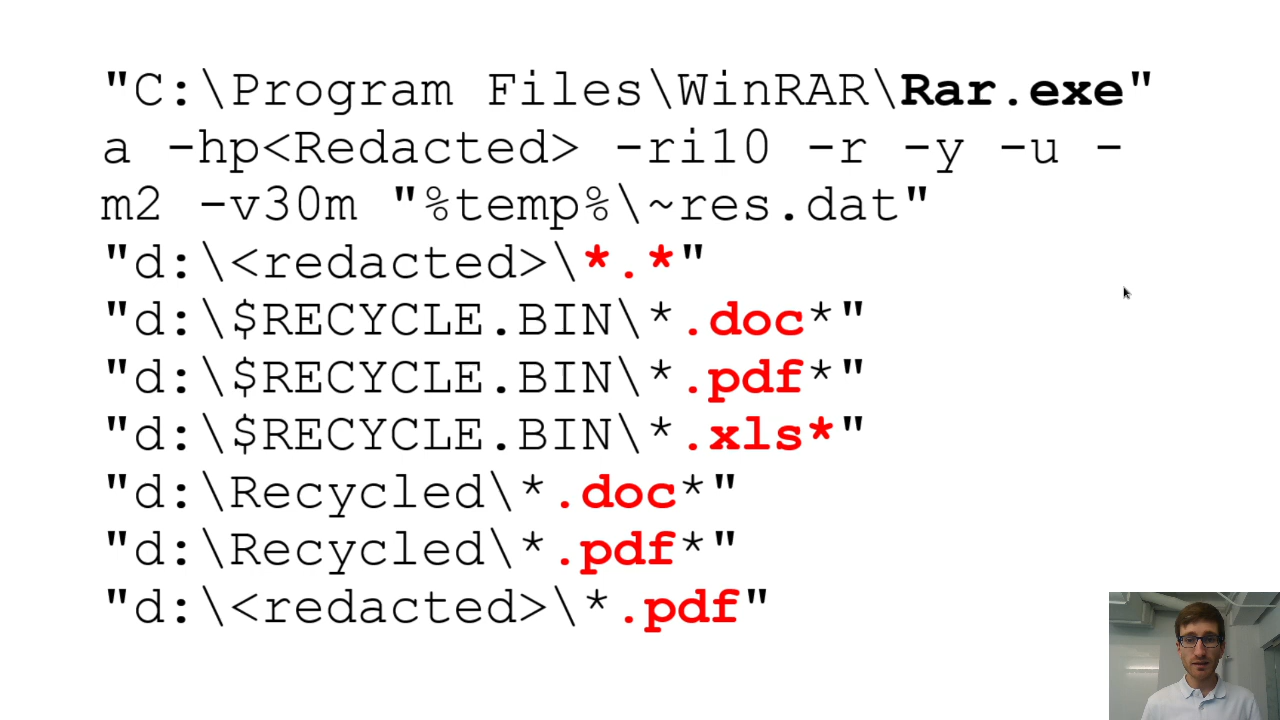 "C:\Program Files\WinRAR\Rar.exe"
a -hp<Redacted> -ri10 -r -y -u -
m2 -v30m "%temp%\~res.dat"
"d:\<redacted>\*.*"
"d:\$RECYCLE.BIN\*.doc*"
"d:\$RECYCLE.BIN\*.pdf*"
"d:\$RECYCLE.BIN\*.xls*"
"d:\Recycled\*.doc*"
"d:\Recycled\*.pdf*"
"d:\<redacted>\*.pdf"